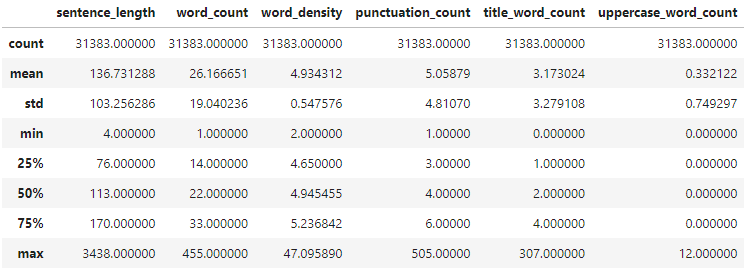 sentence_length word_count word_density punctuation_count title_word_count uppercase_word_count
count 31383.000000 31383.000000 31383.000000 31383.00000 31383.000000 31383.000000
mean 136.731288 26.166651 4.934312 5.05879 3.173024 0.332122
std 103.256286 19.040236 0.547576 4.81070 3.279108 0.749297
min 4.000000 1.000000 2.000000 1.00000 0.000000 0.000000
25% 76.000000 14.000000 4.650000 3.00000 1.000000 0.000000
50% 113.000000 22.000000 4.945455 4.00000 2.000000 0.000000
75% 170.000000 33.000000 5.236842 6.00000 4.000000 0.000000
max 3438.000000 455.000000 47.095890 505.00000 307.000000 12.000000